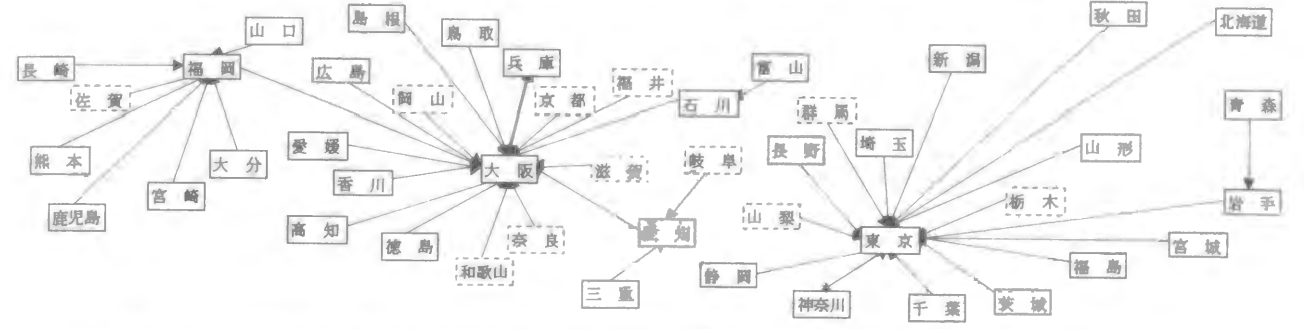 秋田
北海道
島根
山口
鳥取
新潟
兵庫
福岡
長崎
広島
富山
福井
岡山
京都
佐賀
石川
群馬
青森
埼玉
愛媛
長野
山形
熊本
大分
大阪
滋賀
岐阜
香川
宮崎
栃木
岩手
鹿児島
山梨
高知
奈良
愛知
徳島
東京
宮城
和歌山
福島
静岡
三重
神奈川
千葉
茨城